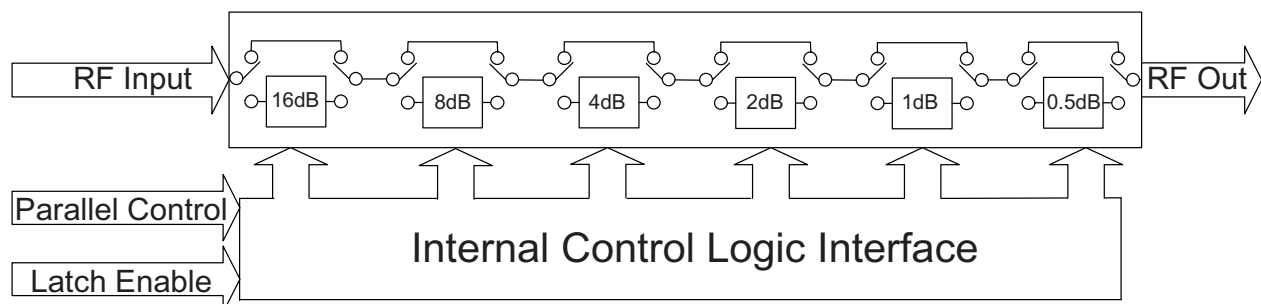 RF Input
16dB
8dB
4dB
2dB
1dB
0.5dB
RF Out
Parallel Control
Internal Control Logic Interface
Latch Enable